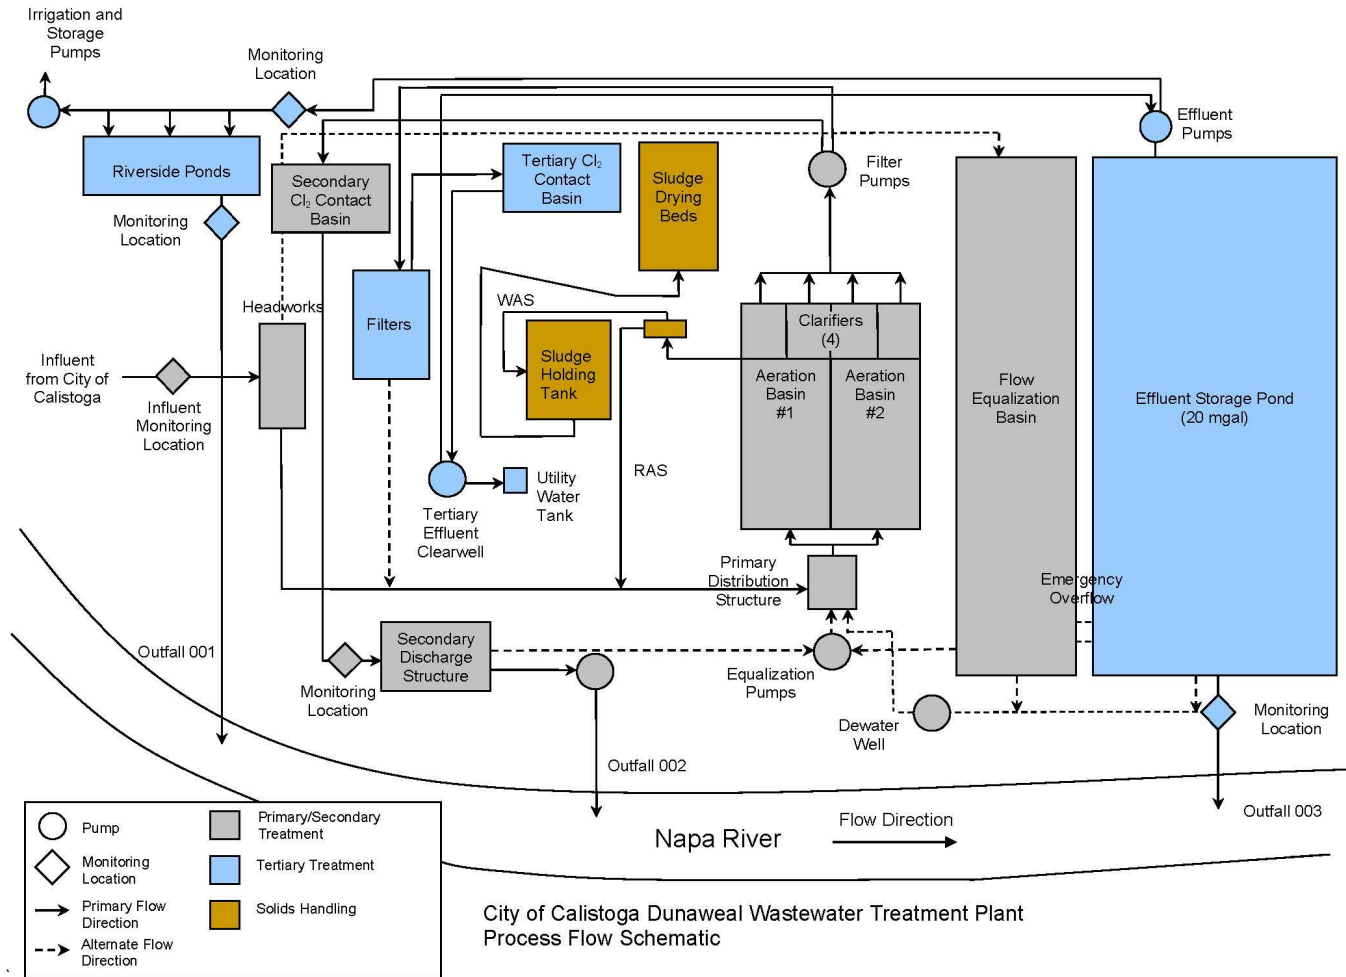 Irrigation and
Storage
Pumps
Monitoring
Location
Effluent
Pumps
Riverside Ponds
Secondary
Cl₂ Contact
Basin
Tertiary Cl₂
Contact
Basin
Sludge
Drying
Beds
Filter
Pumps
Monitoring
Location
Headworks
Filters
WAS
Clarifiers
(4)
Influent
from City of
Calistoga
Influent
Monitoring
Location
Sludge
Holding
Tank
Aeration
Basin
#1
Aeration
Basin
#2
Flow
Equalization
Basin
Effluent Storage Pond
(20 mgal)
RAS
Utility
Water
Tank
Tertiary
Effluent
Clearwell
Primary
Distribution
Structure
Emergency
Overflow
Outfall 001
Secondary
Discharge
Structure
Monitoring
Location
Equalization
Pumps
Dewater
Well
Monitoring
Location
Outfall 002
Outfall 003
Napa River
Flow Direction
Pump
Primary/Secondary
Treatment
Monitoring
Location
Tertiary Treatment
Primary Flow
Direction
Solids Handling
Alternate Flow
Direction
City of Calistoga Dunaweal Wastewater Treatment Plant
Process Flow Schematic